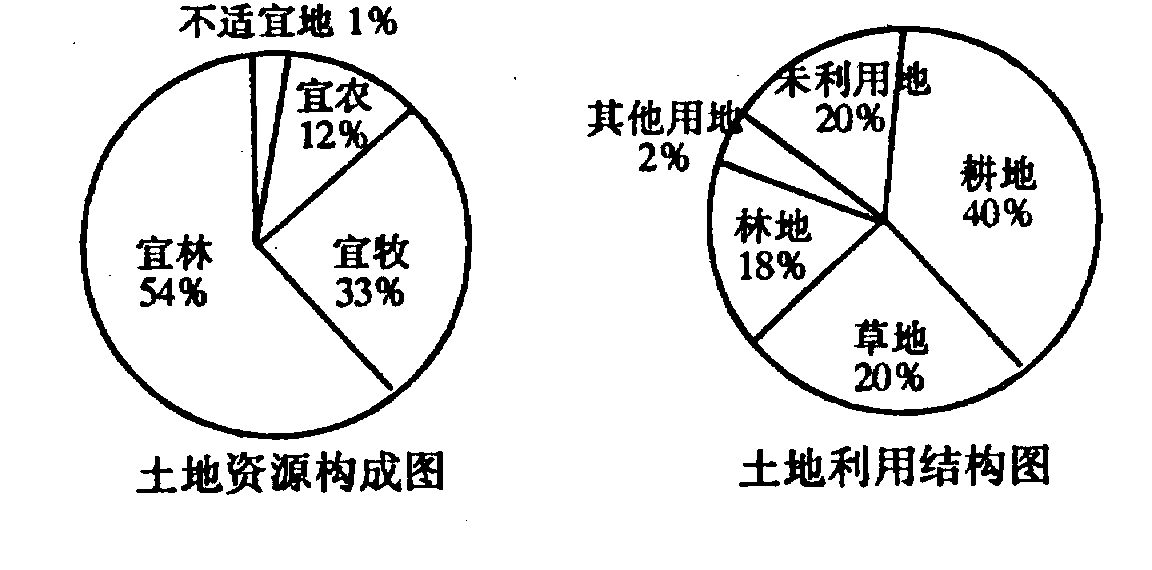 不适宜地 1%
宜农
12%
宜林
54%
宜牧
33%
土地资源构成图
未利用地
20%
其他用地
2%
耕地
40%
林地
18%
草地
20%
土地利用结构图